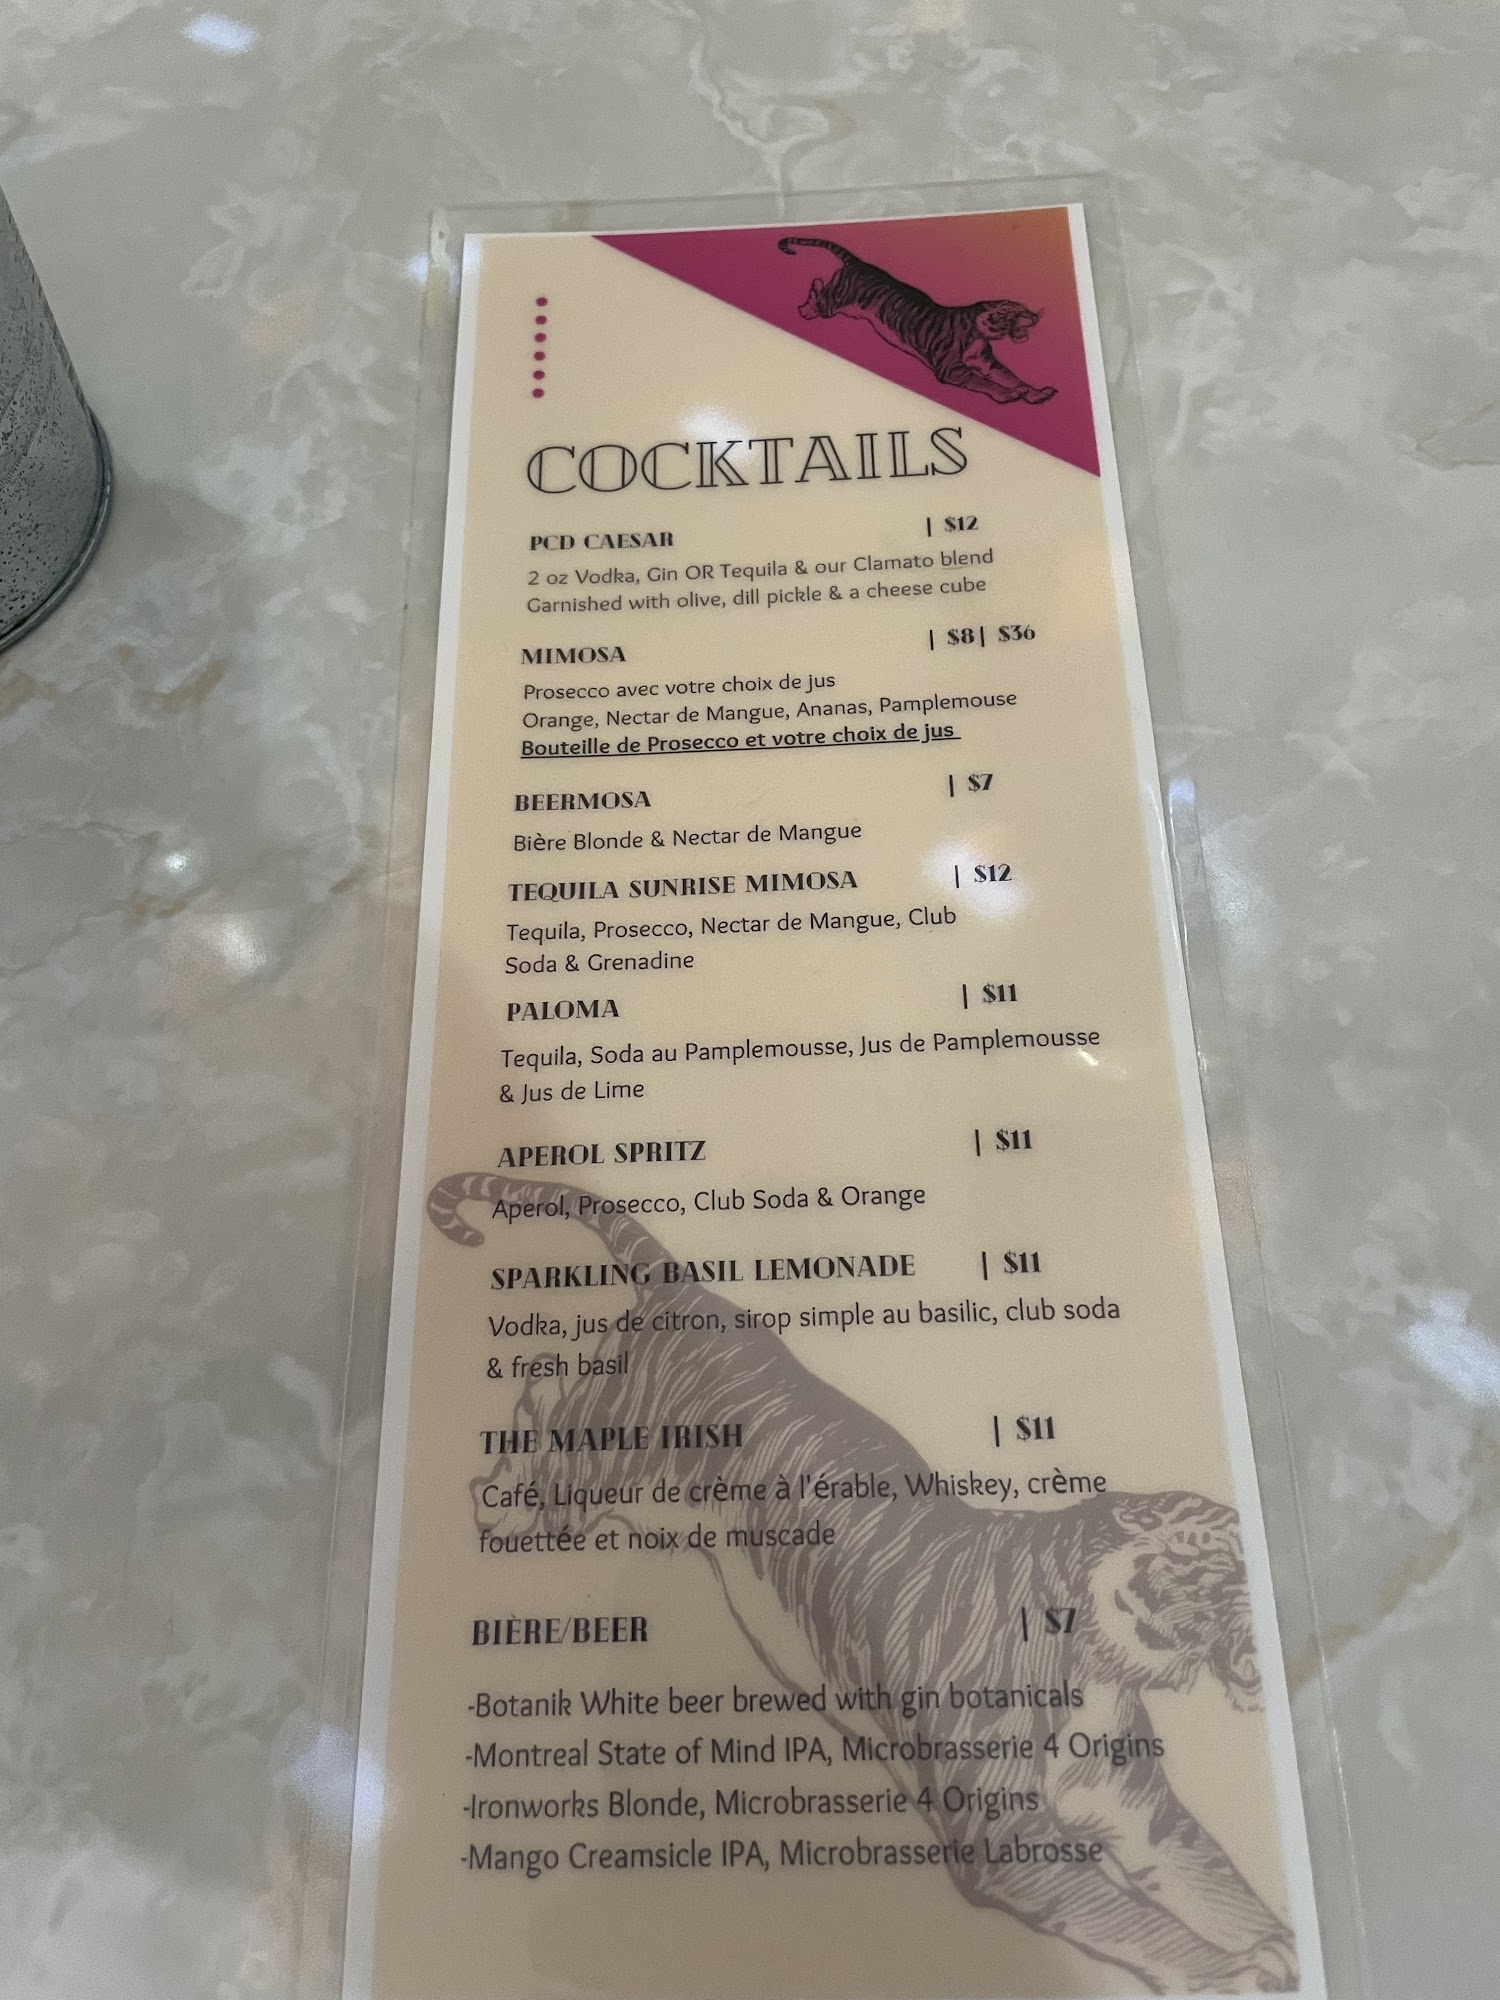 COCKTAILS
PCD CAESAR | $12
2 oz Vodka, Gin OR Tequila & our Clamato blend
Garnished with olive, dill pickle & a cheese cube
MIMOSA | $8| $36
Prosecco avec votre choix de jus
Orange, Nectar de Mangue, Ananas, Pamplemouse
Bouteille de Prosecco et votre choix de jus
BEERMOSA | $7
Bière Blonde & Nectar de Mangue
TEQUILA SUNRISE MIMOSA | $12
Tequila, Prosecco, Nectar de Mangue, Club
Soda & Grenadine
PALOMA | $11
Tequila, Soda au Pamplemousse, Jus de Pamplemousse
& Jus de Lime
APEROL SPRITZ | $11
Aperol, Prosecco, Club Soda & Orange
SPARKLING BASIL LEMONADE | $11
Vodka, jus de citron, sirop simple au basilic, club soda
& fresh basil
THE MAPLE IRISH | $11
Café, Liqueur de crème à l'érable, Whiskey, crème
fouettée et noix de muscade
BIÈRE/BEER | $7
-Botanik White beer brewed with gin botanicals
-Montreal State of Mind IPA, Microbrasserie 4 Origins
-Ironworks Blonde, Microbrasserie 4 Origins
-Mango Creamsicle IPA, Microbrasserie Labrosse